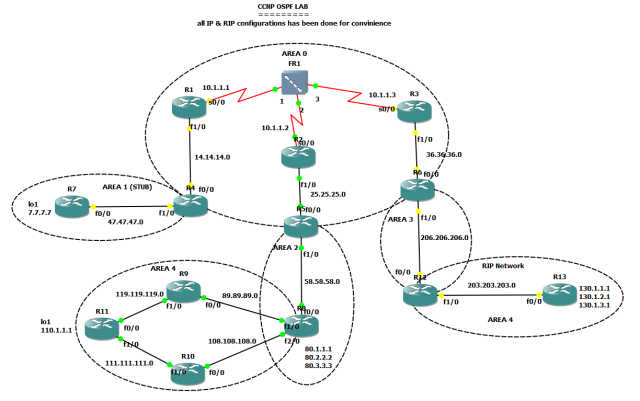 CCNP OSPF LAB
=========
all IP & RIP configurations has been done for convinience
AREA 0
FR1
R1
10.1.1.1
s0/0
1
2
3
10.1.1.3
R3
s0/0
f1/0
10.1.1.2
R2
s0/0
f1/0
14.14.14.0
36.36.36.0
f1/0
25.25.25.0
AREA 1 (STUB)
R7
lo1
7.7.7.7
f0/0
47.47.47.0
R4
f0/0
f1/0
R6
f0/0
f1/0
AREA 3
R5
f0/0
AREA 2
f1/0
206.206.206.0
58.58.58.0
AREA 4
R9
119.119.119.0
f1/0
f0/0
89.89.89.0
lo1
110.1.1.1
R11
f0/0
f1/0
111.111.111.0
108.108.108.0
R10
f1/0
f0/0
R8
f0/0
f1/0
f2/0
80.1.1.1
80.2.2.2
80.3.3.3
f0/0
R12
f1/0
RIP Network
203.203.203.0
R13
f0/0
130.1.1.1
130.1.2.1
130.1.3.1
AREA 4